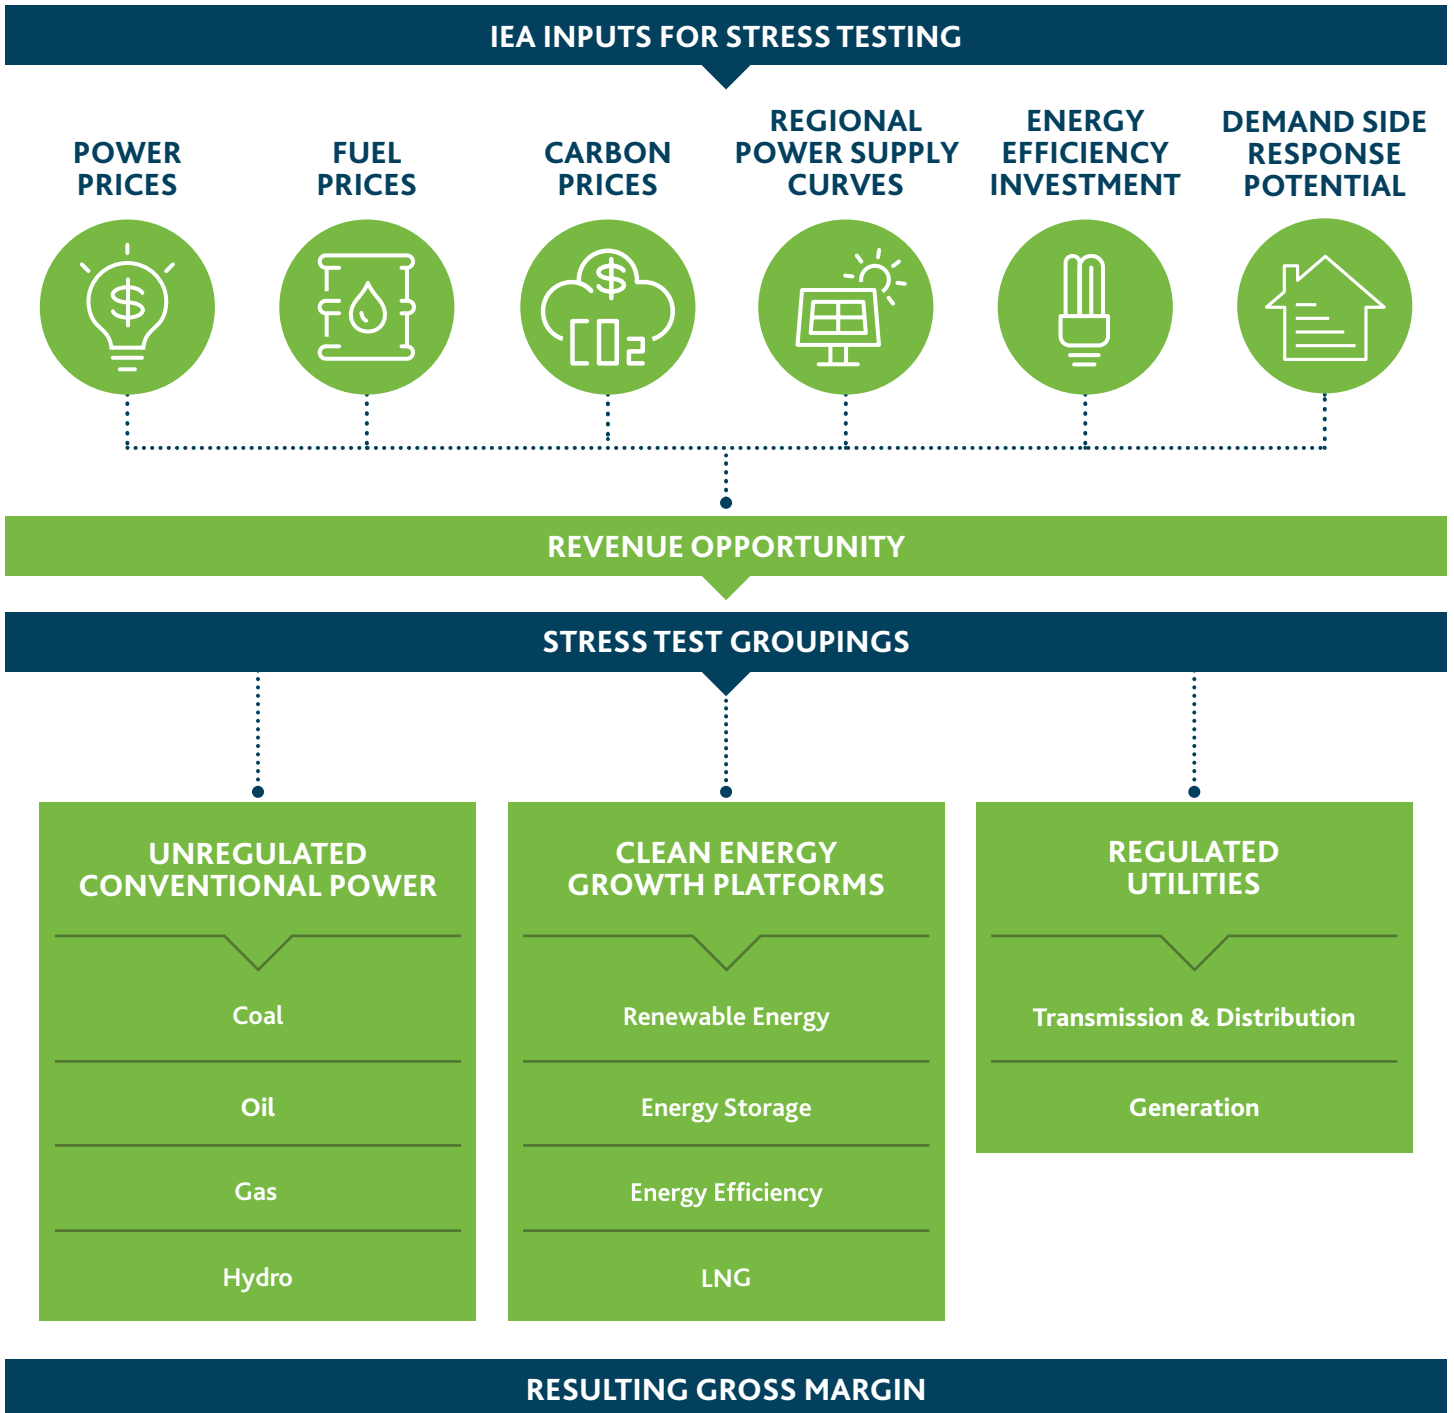 IEA INPUTS FOR STRESS TESTING
POWER
PRICES
FUEL
PRICES
CARBON
PRICES
REGIONAL
POWER SUPPLY
CURVES
ENERGY
EFFICIENCY
INVESTMENT
DEMAND SIDE
RESPONSE
POTENTIAL
$
$
CO2
REVENUE OPPORTUNITY
STRESS TEST GROUPINGS
UNREGULATED
CONVENTIONAL POWER
Coal
Oil
Gas
Hydro
CLEAN ENERGY
GROWTH PLATFORMS
Renewable Energy
Energy Storage
Energy Efficiency
LNG
REGULATED
UTILITIES
Transmission & Distribution
Generation
RESULTING GROSS MARGIN